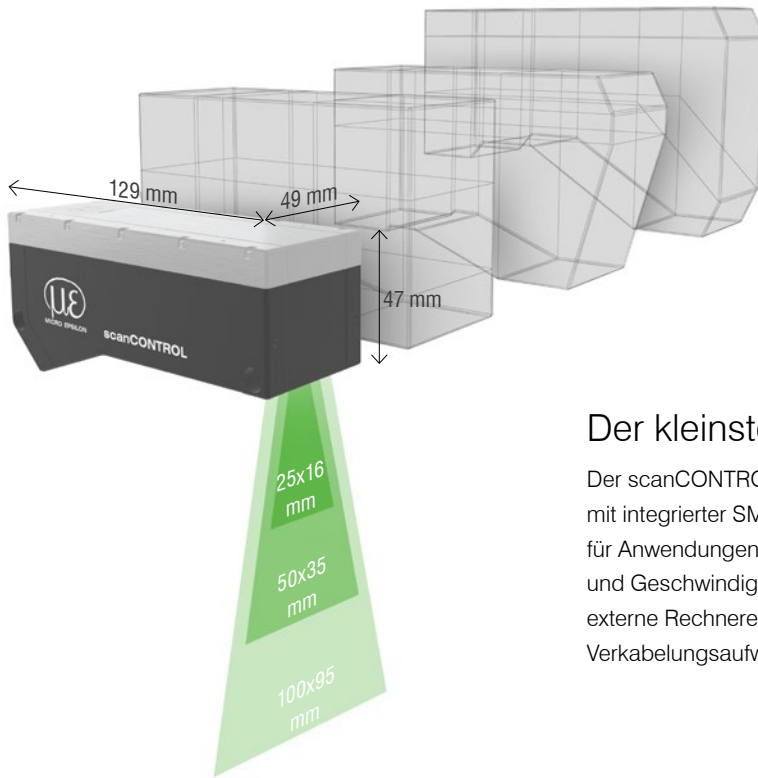 129 mm
49 mm
47 mm
με
MICRO EPSILON
scanCONTROL
25x16
mm
50x35
mm
100x95
mm
Der kleinste
Der scanCONTRO
mit integrierter SM
für Anwendungen
und Geschwindig
externe Rechnere
Verkabelungsaufw